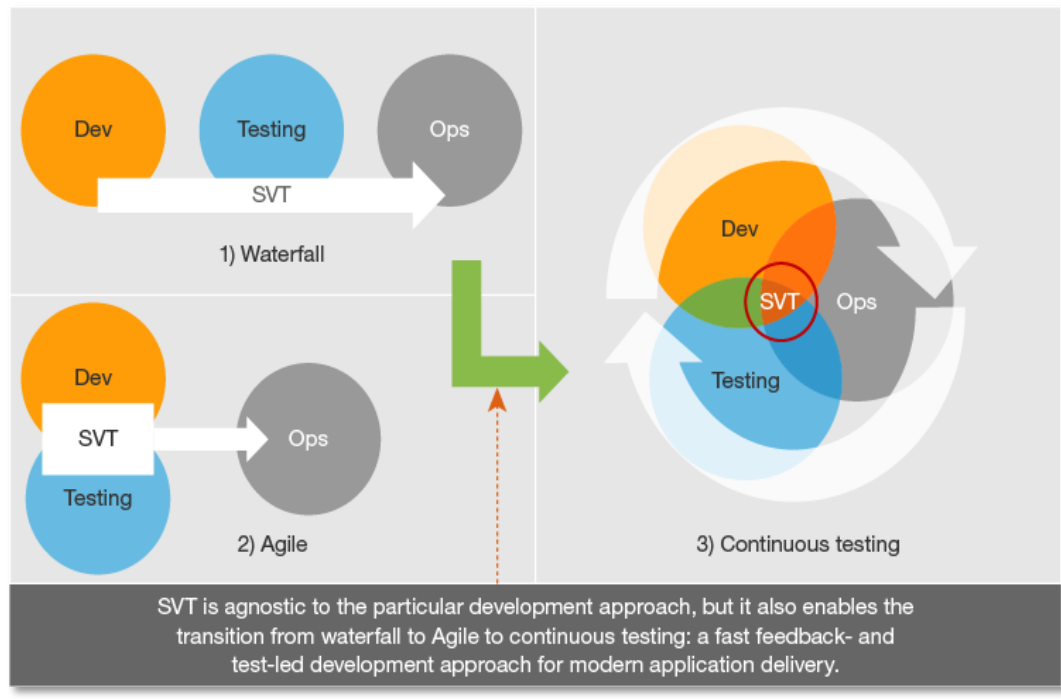 Dev
Testing
Ops
SVT
1) Waterfall
Dev
SVT
Testing
Ops
2) Agile
Dev
SVT
Ops
Testing
3) Continuous testing
SVT is agnostic to the particular development approach, but it also enables the
transition from waterfall to Agile to continuous testing: a fast feedback- and
test-led development approach for modern application delivery.